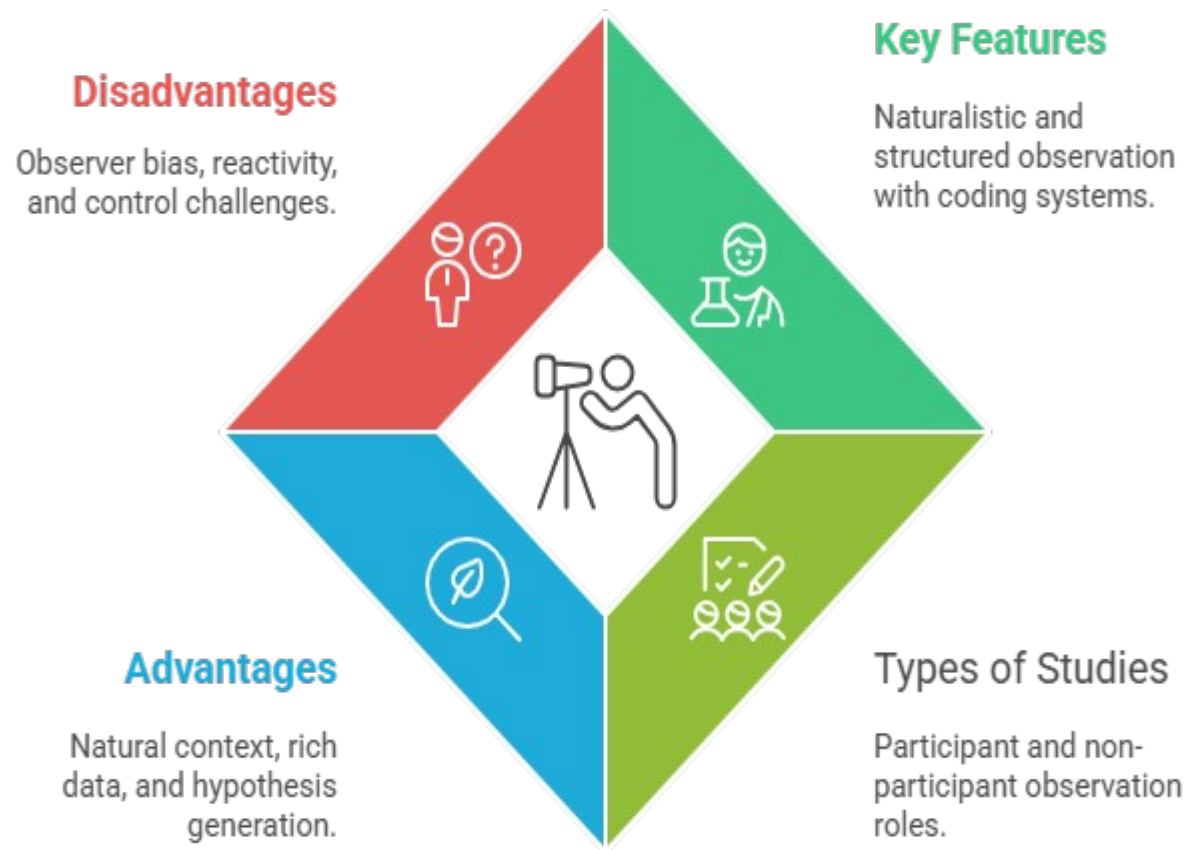 Disadvantages
Observer bias, reactivity,
and control challenges.
Key Features
Naturalistic and
structured observation
with coding systems.
Advantages
Natural context, rich
data, and hypothesis
generation.
Types of Studies
Participant and non-
participant observation
roles.